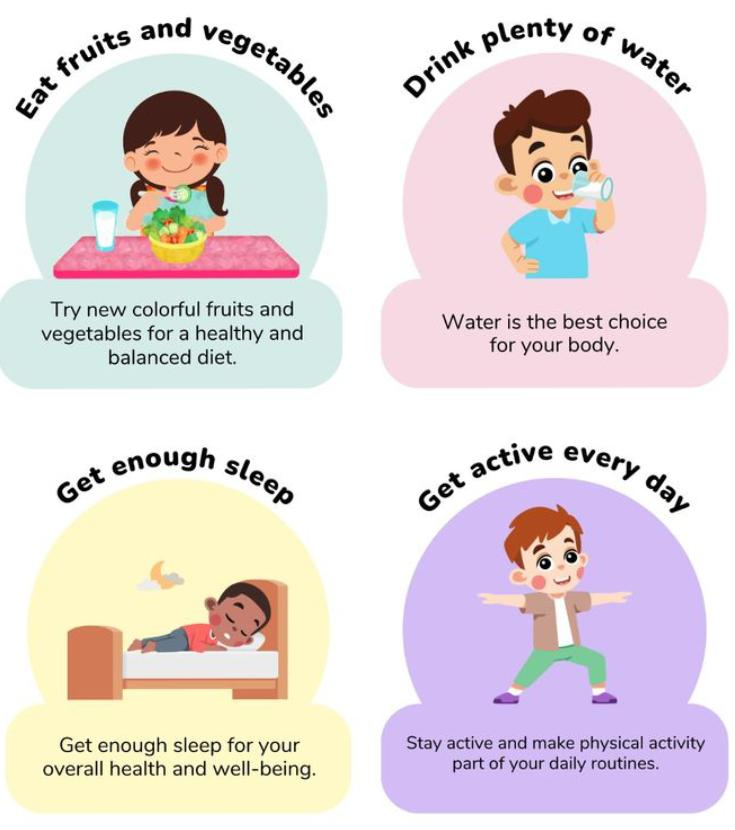 Eat fruits and vegetables
Try new colorful fruits and
vegetables for a healthy and
balanced diet.
Drink plenty of water
Water is the best choice
for your body.
Get enough sleep
Get enough sleep for your
overall health and well-being.
Get active every day
Stay active and make physical activity
part of your daily routines.